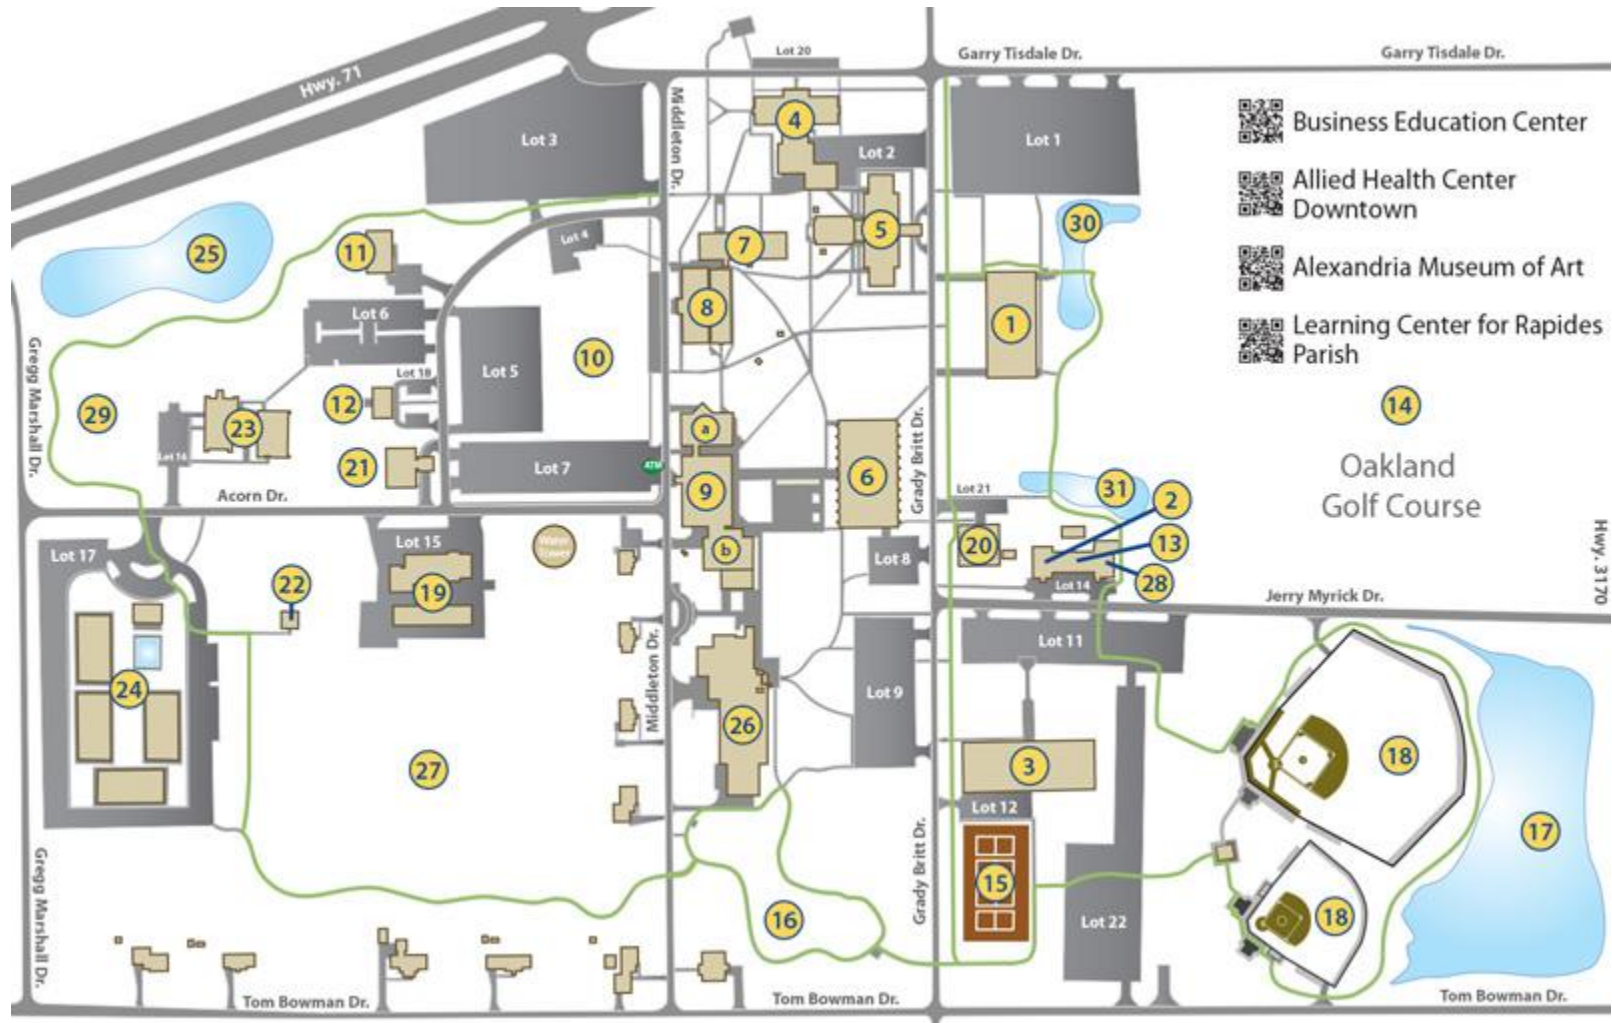 Lot 20
Garry Tisdale Dr.
Garry Tisdale Dr.
Hwy. 71
Middleton Dr.
4
Lot 3
Lot 2
Lot 1
Business Education Center
Allied Health Center
Downtown
Alexandria Museum of Art
Learning Center for Rapides
Parish
25
11
Lot 4
7
5
30
8
1
Lot 6
10
Lot 5
Lot 18
Gregg Marshall Dr.
29
12
23
a
14
Oakland
Golf Course
Grady Britt Dr.
Lot 16
21
Lot 7
ATM
9
6
Acorn Dr.
Lot 21
31
2
Hwy. 3170
Lot 17
Lot 15
Water
Tower
b
Lot 8
20
13
28
Lot 14
22
19
Jerry Myrick Dr.
Lot 11
Middleton Dr.
24
Lot 9
26
27
3
18
Lot 12
17
Gregg Marshall Dr.
Grady Britt Dr.
15
16
Lot 22
18
Tom Bowman Dr.
Tom Bowman Dr.
Tom Bowman Dr.